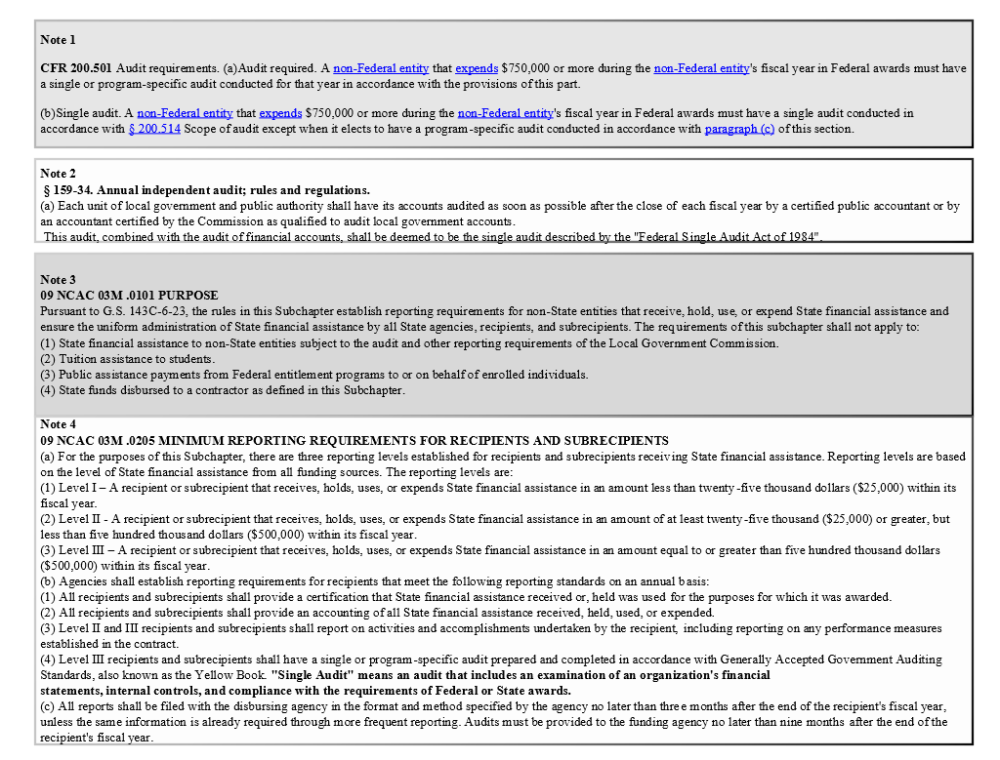 Note 1
CFR 200.501 Audit requirements. (a)Audit required. A non-Federal entity that expends $750,000 or more during the non-Federal entity's fiscal year in Federal awards must have
a single or program-specific audit conducted for that year in accordance with the provisions of this part.
(b)Single audit. A non-Federal entity that expends $750,000 or more during the non-Federal entity's fiscal year in Federal awards must have a single audit conducted in
accordance with § 200.514 Scope of audit except when it elects to have a program-specific audit conducted in accordance with paragraph (c) of this section.
Note 2
§ 159-34. Annual independent audit; rules and regulations.
(a) Each unit of local government and public authority shall have its accounts audited as soon as possible after the close of each fiscal year by a certified public accountant or by
an accountant certified by the Commission as qualified to audit local government accounts.
This audit, combined with the audit of financial accounts, shall be deemed to be the single audit described by the "Federal Single Audit Act of 1984".
Note 3
09 NCAC 03M .0101 PURPOSE
Pursuant to G.S. 143C-6-23, the rules in this Subchapter establish reporting requirements for non-State entities that receive, hold, use, or expend State financial assistance and
ensure the uniform administration of State financial assistance by all State agencies, recipients, and subrecipients. The requirements of this subchapter shall not apply to:
(1) State financial assistance to non-State entities subject to the audit and other reporting requirements of the Local Government Commission.
(2) Tuition assistance to students.
(3) Public assistance payments from Federal entitlement programs to or on behalf of enrolled individuals.
(4) State funds disbursed to a contractor as defined in this Subchapter.
Note 4
09 NCAC 03M .0205 MINIMUM REPORTING REQUIREMENTS FOR RECIPIENTS AND SUBRECIPIENTS
(a) For the purposes of this Subchapter, there are three reporting levels established for recipients and subrecipients receiving State financial assistance. Reporting levels are based
on the level of State financial assistance from all funding sources. The reporting levels are:
(1) Level I – A recipient or subrecipient that receives, holds, uses, or expends State financial assistance in an amount less than twenty-five thousand dollars ($25,000) within its
fiscal year.
(2) Level II - A recipient or subrecipient that receives, holds, uses, or expends State financial assistance in an amount of at least twenty-five thousand ($25,000) or greater, but
less than five hundred thousand dollars ($500,000) within its fiscal year.
(3) Level III – A recipient or subrecipient that receives, holds, uses, or expends State financial assistance in an amount equal to or greater than five hundred thousand dollars
($500,000) within its fiscal year.
(b) Agencies shall establish reporting requirements for recipients that meet the following reporting standards on an annual basis:
(1) All recipients and subrecipients shall provide a certification that State financial assistance received or, held was used for the purposes for which it was awarded.
(2) All recipients and subrecipients shall provide an accounting of all State financial assistance received, held, used, or expended.
(3) Level II and III recipients and subrecipients shall report on activities and accomplishments undertaken by the recipient, including reporting on any performance measures
established in the contract.
(4) Level III recipients and subrecipients shall have a single or program-specific audit prepared and completed in accordance with Generally Accepted Government Auditing
Standards, also known as the Yellow Book. "Single Audit" means an audit that includes an examination of an organization's financial
statements, internal controls, and compliance with the requirements of Federal or State awards.
(c) All reports shall be filed with the disbursing agency in the format and method specified by the agency no later than three months after the end of the recipient's fiscal year,
unless the same information is already required through more frequent reporting. Audits must be provided to the funding agency no later than nine months after the end of the
recipient's fiscal year.